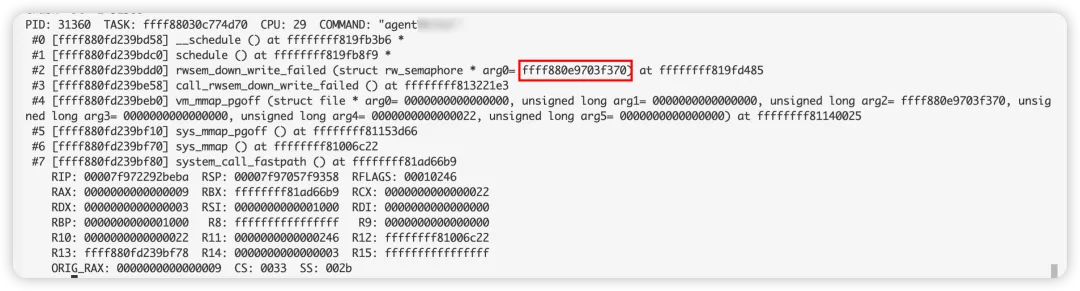 PID: 31360 TASK: ffff88030c774d70 CPU: 29 COMMAND: "agent
#0 [ffff880fd239bd58] __schedule () at ffffffff819fb3b6 *
#1 [ffff880fd239bdc0] schedule () at ffffffff819fb8f9 *
#2 [ffff880fd239bdd0] rwsem_down_write_failed (struct rw_semaphore * arg0= ffff880e9703f370) at ffffffff819fd485
#3 [ffff880fd239be58] call_rwsem_down_write_failed () at ffffffff813221e3
#4 [ffff880fd239beb0] vm_mmap_pgoff (struct file * arg0= 0000000000000000, unsigned long arg1= 0000000000000000, unsigned long arg2= ffff880e9703f370, unsig
ned long arg3= 0000000000000000, unsigned long arg4= 0000000000000022, unsigned long arg5= 0000000000000000) at ffffffff81140025
#5 [ffff880fd239bf10] sys_mmap_pgoff () at ffffffff81153d66
#6 [ffff880fd239bf70] sys_mmap () at ffffffff81006c22
#7 [ffff880fd239bf80] system_call_fastpath () at ffffffff81ad66b9
RIP: 00007f972292beba RSP: 00007f97057f9358 RFLAGS: 00010246
RAX: 0000000000000009 RBX: ffffffff81ad66b9 RCX: 0000000000000022
RDX: 0000000000000003 RSI: 0000000000001000 RDI: 0000000000000000
RBP: 0000000000001000 R8: ffffffffffffffff R9: 0000000000000000
R10: 0000000000000022 R11: 0000000000000246 R12: ffffffff81006c22
R13: ffff880fd239bf78 R14: 0000000000000003 R15: ffffffffffffffff
ORIG_RAX: 0000000000000009 CS: 0033 SS: 002b